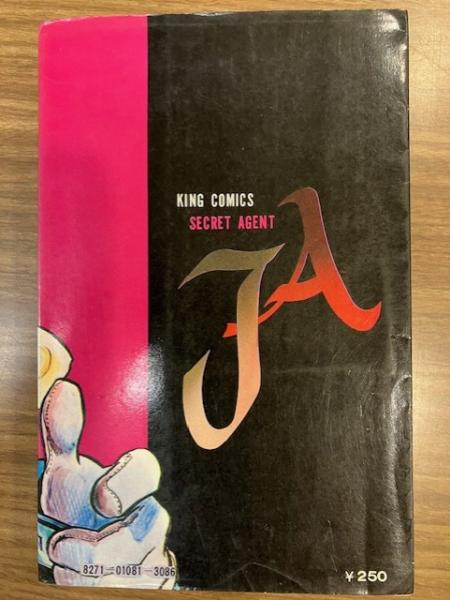 KING COMICS
SECRET AGENT
JA
8271-01081-3086
¥250